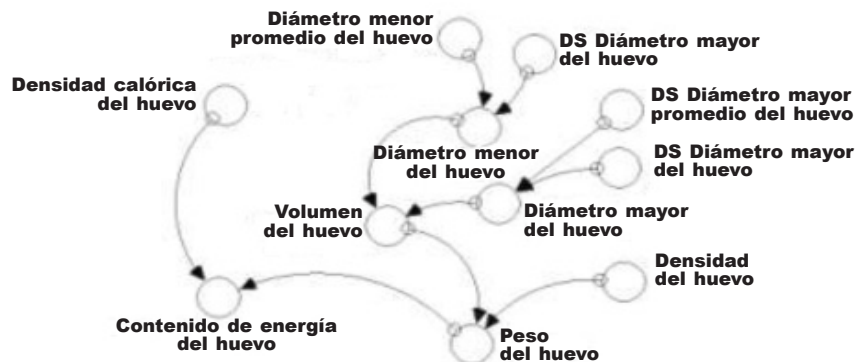 Diámetro menor
promedio del huevo
DS Diámetro mayor
del huevo
Densidad calórica
del huevo
DS Diámetro mayor
promedio del huevo
Diámetro menor
del huevo
DS Diámetro mayor
del huevo
Volumen
del huevo
Diámetro mayor
del huevo
Densidad
del huevo
Contenido de energía
del huevo
Peso
del huevo